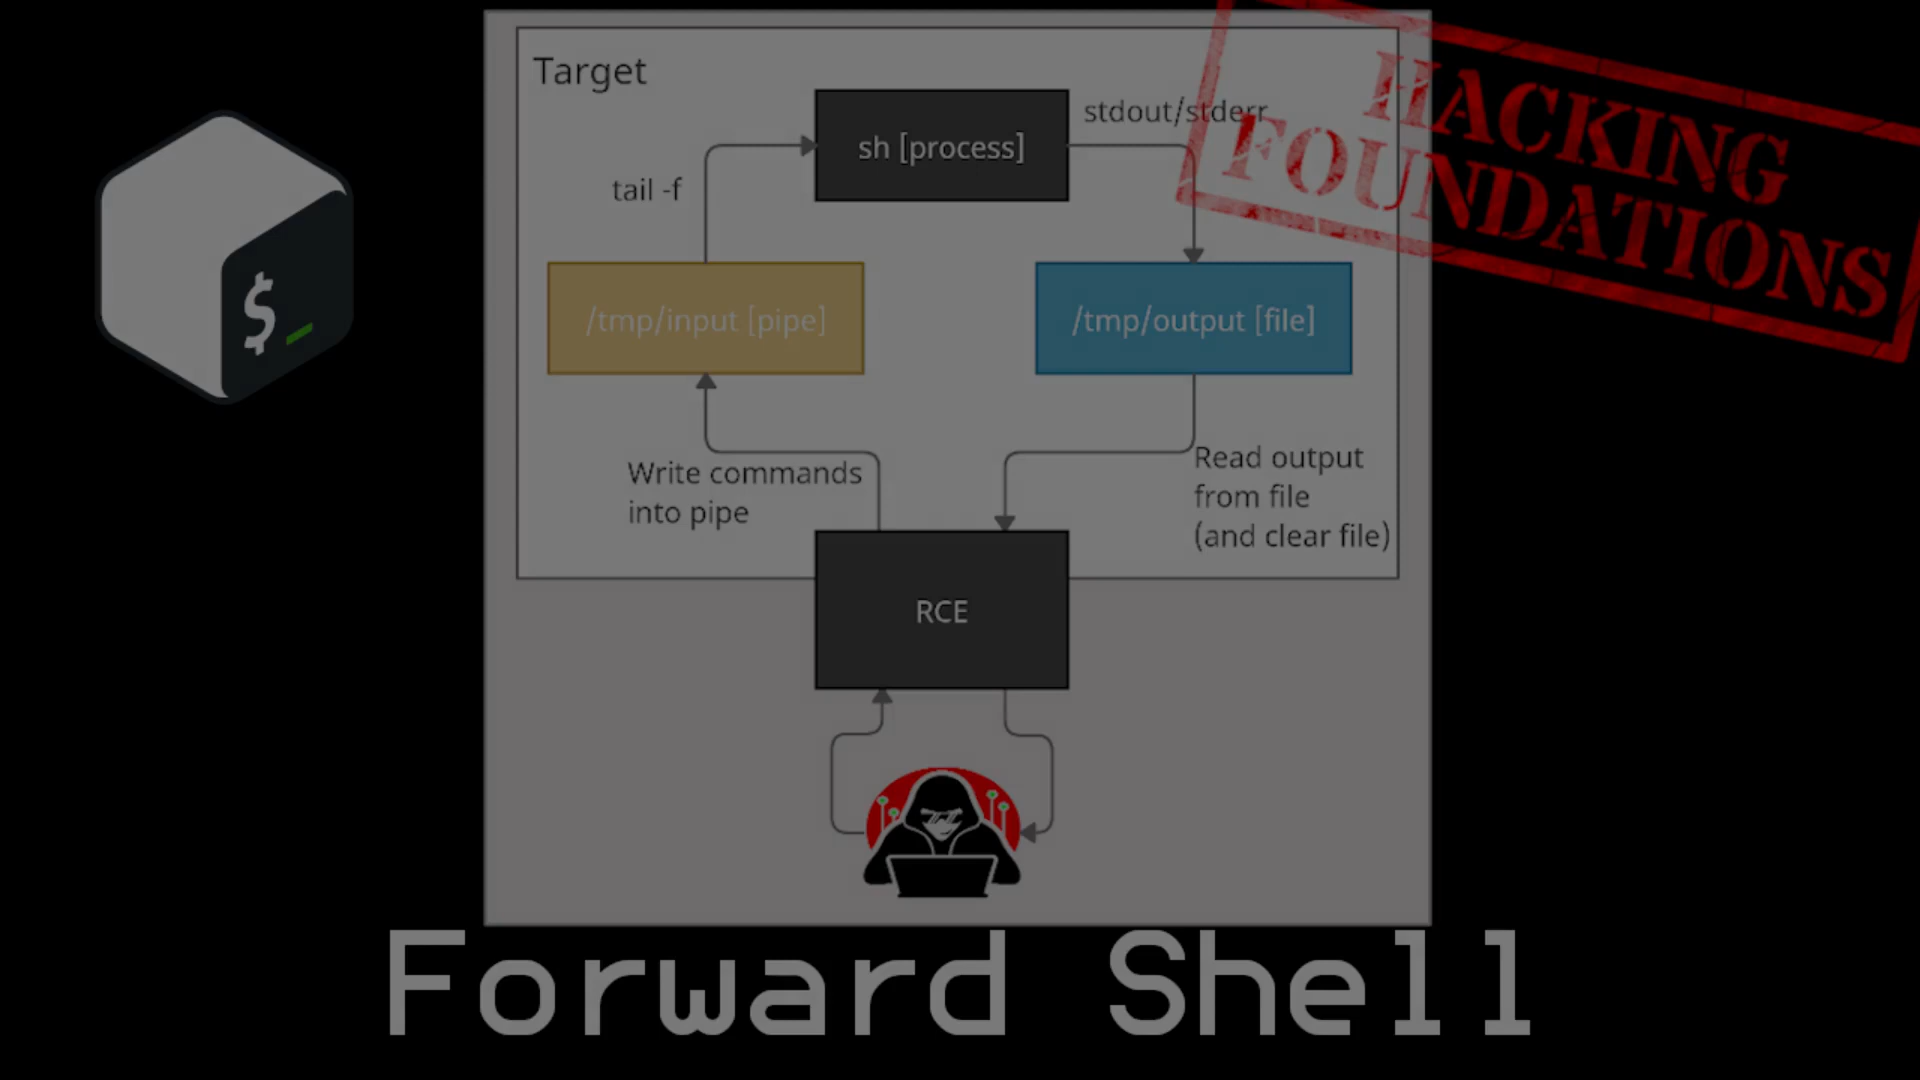 Target
HACKING
FOUNDATIONS
stdout/stderr
sh [process]
tail -f
/tmp/input [pipe]
/tmp/output [file]
$_
Write commands
into pipe
Read output
from file
(and clear file)
RCE
Forward Shell